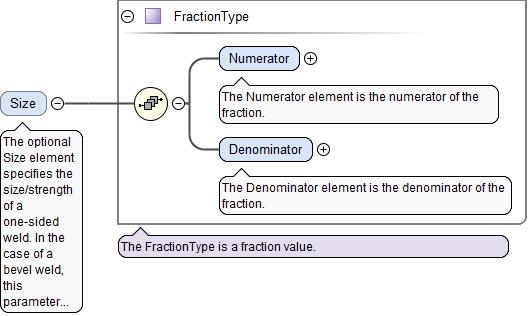 FractionType
Numerator
The Numerator element is the numerator of the
fraction.
Size
Denominator
The Denominator element is the denominator of the
fraction.
The optional
Size element
specifies the
size/strength
of a
one-sided
weld. In the
case of a
bevel weld,
this
parameter...
The FractionType is a fraction value.